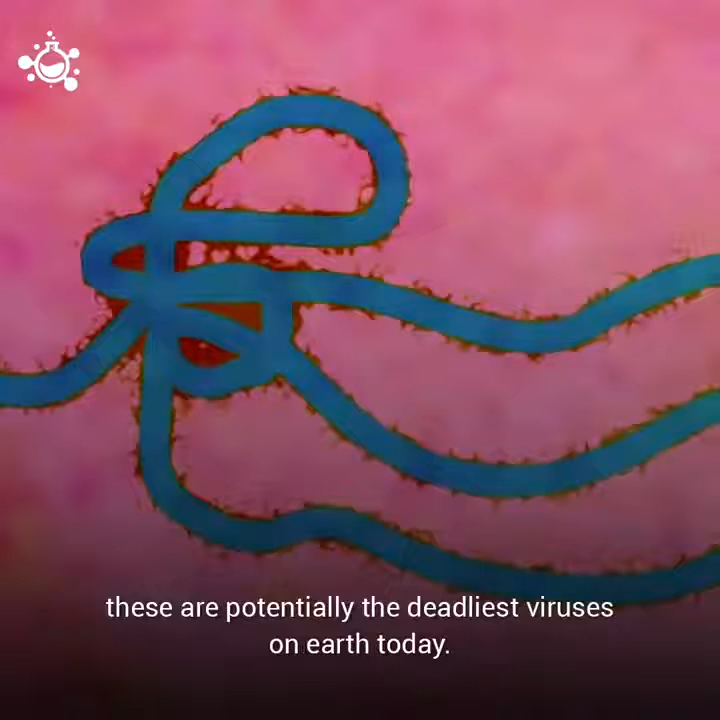 these are potentially the deadliest viruses
on earth today.